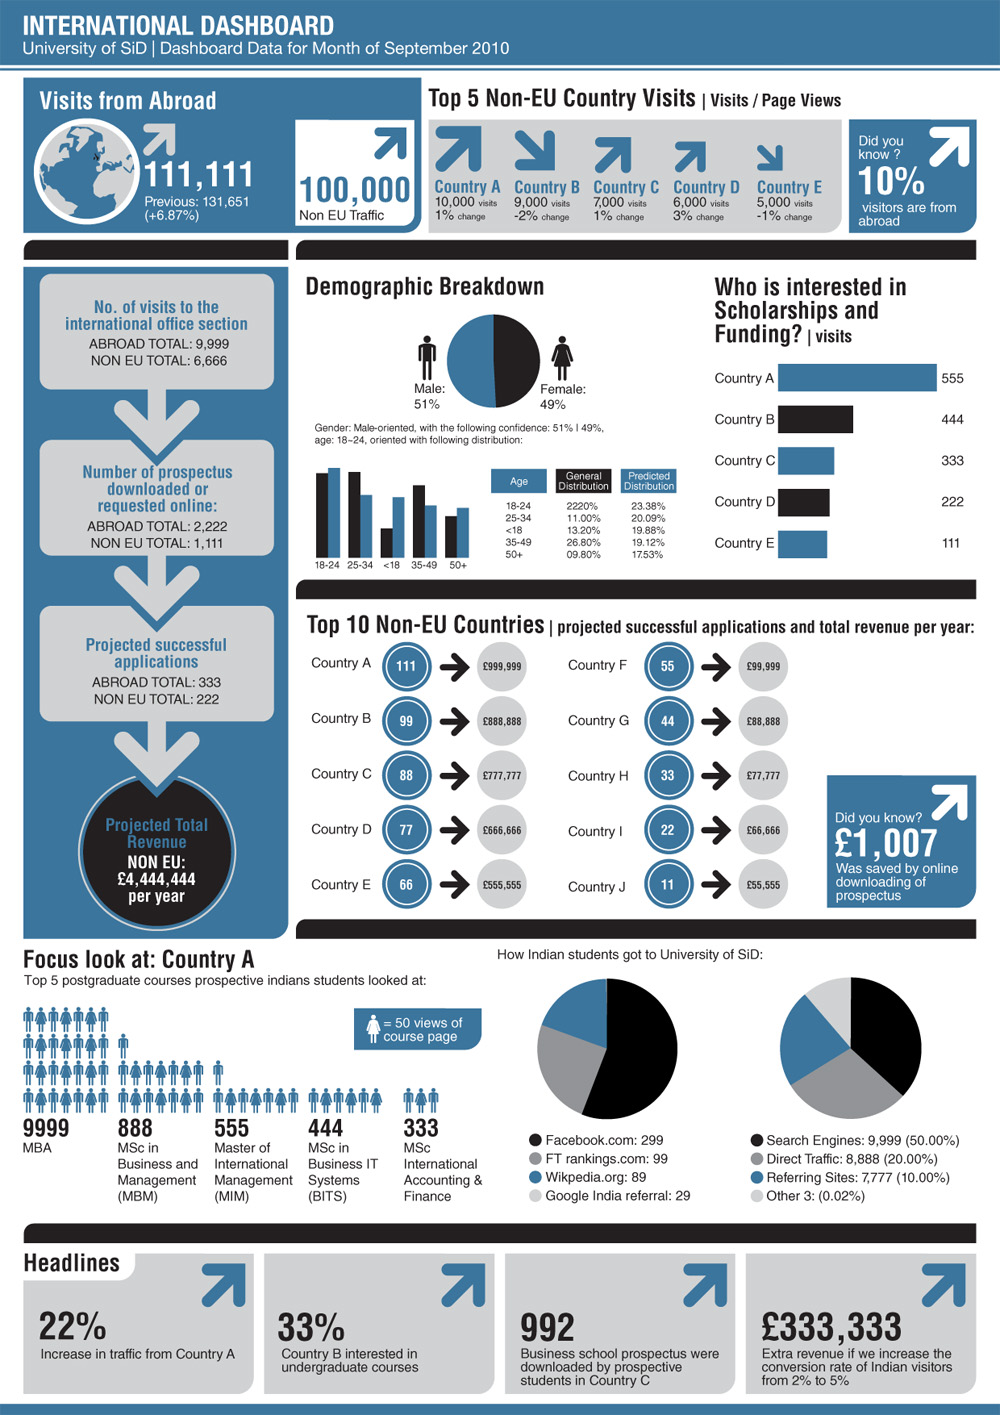 INTERNATIONAL DASHBOARD
University of SiD | Dashboard Data for Month of September 2010
Visits from Abroad
111,111
Previous: 131,651
(+6.87%)
100,000
Non EU Traffic
Top 5 Non-EU Country Visits | Visits / Page Views
Country A
10,000 visits
1% change
Country B
9,000 visits
-2% change
Country C
7,000 visits
1% change
Country D
6,000 visits
3% change
Country E
5,000 visits
-1% change
Did you
know ?
10%
visitors are from
abroad
No. of visits to the
international office section
ABROAD TOTAL: 9,999
NON EU TOTAL: 6,666
Number of prospectus
downloaded or
requested online:
ABROAD TOTAL: 2,222
NON EU TOTAL: 1,111
Projected successful
applications
ABROAD TOTAL: 333
NON EU TOTAL: 222
Projected Total
Revenue
NON EU:
£4,444,444
per year
Demographic Breakdown
Male:
51%
Female:
49%
Gender: Male-oriented, with the following confidence: 51% | 49%,
age: 18~24, oriented with following distribution:
18-24 25-34 <18 35-49 50+
Age General Distribution Predicted Distribution
18-24 2220% 23.38%
25-34 11.00% 20.09%
<18 13.20% 19.88%
35-49 26.80% 19.12%
50+ 09.80% 17.53%
Who is interested in
Scholarships and
Funding? | visits
Country A 555
Country B 444
Country C 333
Country D 222
Country E 111
Top 10 Non-EU Countries | projected successful applications and total revenue per year:
Country A 111 £999,999
Country B 99 £888,888
Country C 88 £777,777
Country D 77 £666,666
Country E 66 £555,555
Country F 55 £99,999
Country G 44 £88,888
Country H 33 £77,777
Country I 22 £66,666
Country J 11 £55,555
Did you know?
£1,007
Was saved by online
downloading of
prospectus
Focus look at: Country A
Top 5 postgraduate courses prospective indians students looked at:
= 50 views of
course page
9999
MBA
888
MSc in
Business and
Management
(MBM)
555
Master of
International
Management
(MIM)
444
MSc in
Business IT
Systems
(BITS)
333
MSc
International
Accounting &
Finance
How Indian students got to University of SiD:
Facebook.com: 299
FT rankings.com: 99
Wikpedia.org: 89
Google India referral: 29
Search Engines: 9,999 (50.00%)
Direct Traffic: 8,888 (20.00%)
Referring Sites: 7,777 (10.00%)
Other 3: (0.02%)
Headlines
22%
Increase in traffic from Country A
33%
Country B interested in
undergraduate courses
992
Business school prospectus were
downloaded by prospective
students in Country C
£333,333
Extra revenue if we increase the
conversion rate of Indian visitors
from 2% to 5%